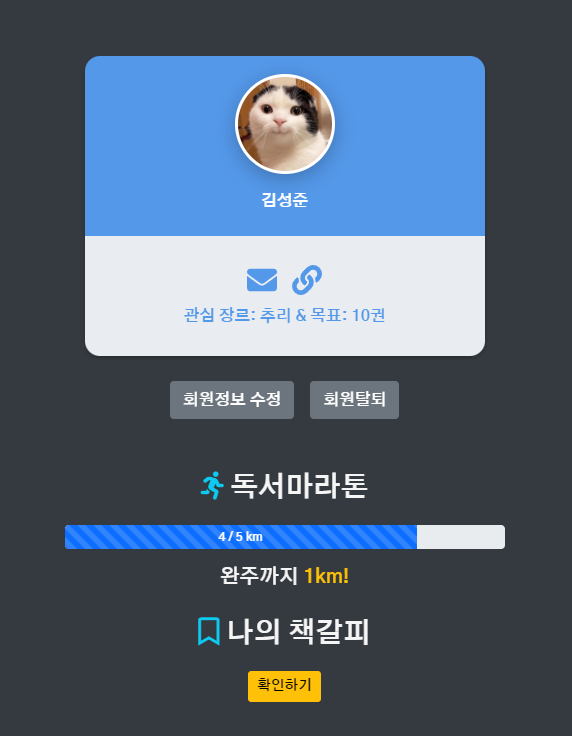 김성준
관심 장르: 추리 & 목표: 10권
회원정보 수정 회원탈퇴
독서마라톤
4 / 5 km
완주까지 1km!
나의 책갈피
확인하기